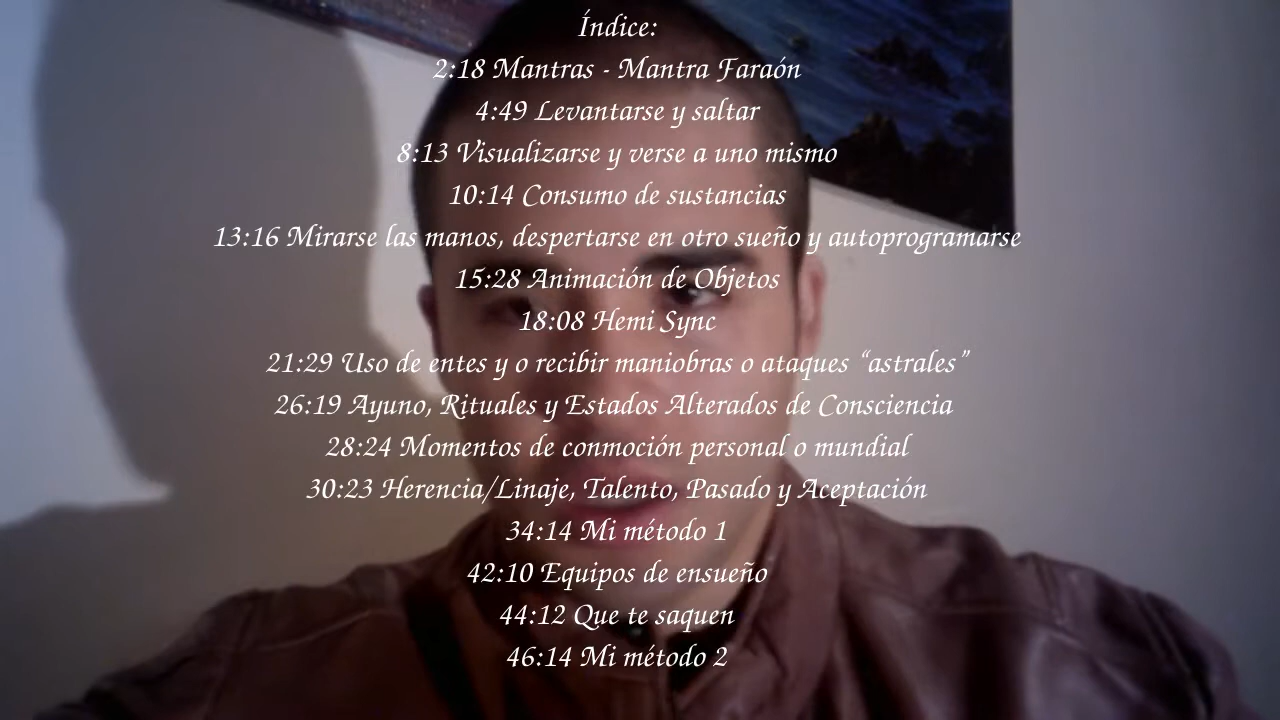 Índice:
2:18 Mantras - Mantra Faraón
4:49 Levantarse y saltar
8:13 Visualizarse y verse a uno mismo
10:14 Consumo de sustancias
13:16 Mirarse las manos, despertarse en otro sueño y autoprogramarse
15:28 Animación de Objetos
18:08 Hemi Sync
21:29 Uso de entes y o recibir maniobras o ataques “astrales”
26:19 Ayuno, Rituales y Estados Alterados de Consciencia
28:24 Momentos de conmoción personal o mundial
30:23 Herencia/Linaje, Talento, Pasado y Aceptación
34:14 Mi método 1
42:10 Equipos de ensueño
44:12 Que te saquen
46:14 Mi método 2